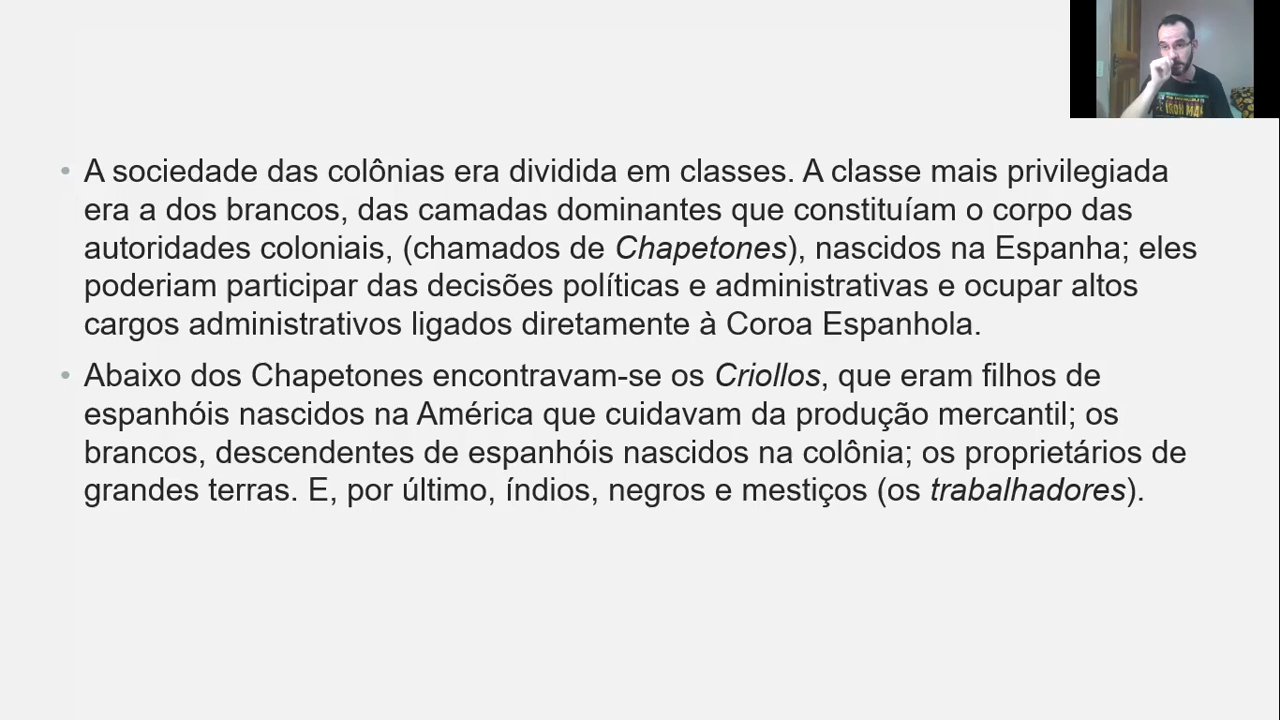 • A sociedade das colônias era dividida em classes. A classe mais privilegiada
era a dos brancos, das camadas dominantes que constituíam o corpo das
autoridades coloniais, (chamados de Chapetones), nascidos na Espanha; eles
poderiam participar das decisões políticas e administrativas e ocupar altos
cargos administrativos ligados diretamente à Coroa Espanhola.
• Abaixo dos Chapetones encontravam-se os Criollos, que eram filhos de
espanhóis nascidos na América que cuidavam da produção mercantil; os
brancos, descendentes de espanhóis nascidos na colônia; os proprietários de
grandes terras. E, por último, índios, negros e mestiços (os trabalhadores).